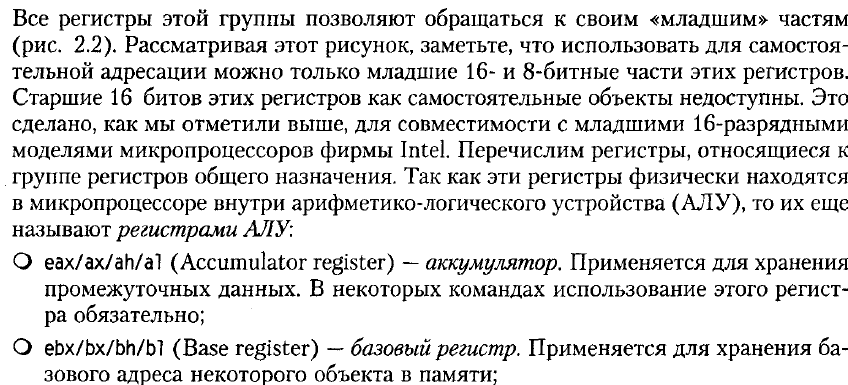 Все регистры этой группы позволяют обращаться к своим «младшим» частям
(рис. 2.2). Рассматривая этот рисунок, заметьте, что использовать для самостоя-
тельной адресации можно только младшие 16- и 8-битные части этих регистров.
Старшие 16 битов этих регистров как самостоятельные объекты недоступны. Это
сделано, как мы отметили выше, для совместимости с младшими 16-разрядными
моделями микропроцессоров фирмы Intel. Перечислим регистры, относящиеся к
группе регистров общего назначения. Так как эти регистры физически находятся
в микропроцессоре внутри арифметико-логического устройства (АЛУ), то их еще
называют регистрами АЛУ:
○ eax/ax/ah/al (Accumulator register) — аккумулятор. Применяется для хранения
промежуточных данных. В некоторых командах использование этого регист-
ра обязательно;
○ ebx/bx/bh/bl (Base register) — базовый регистр. Применяется для хранения ба-
зового адреса некоторого объекта в памяти;